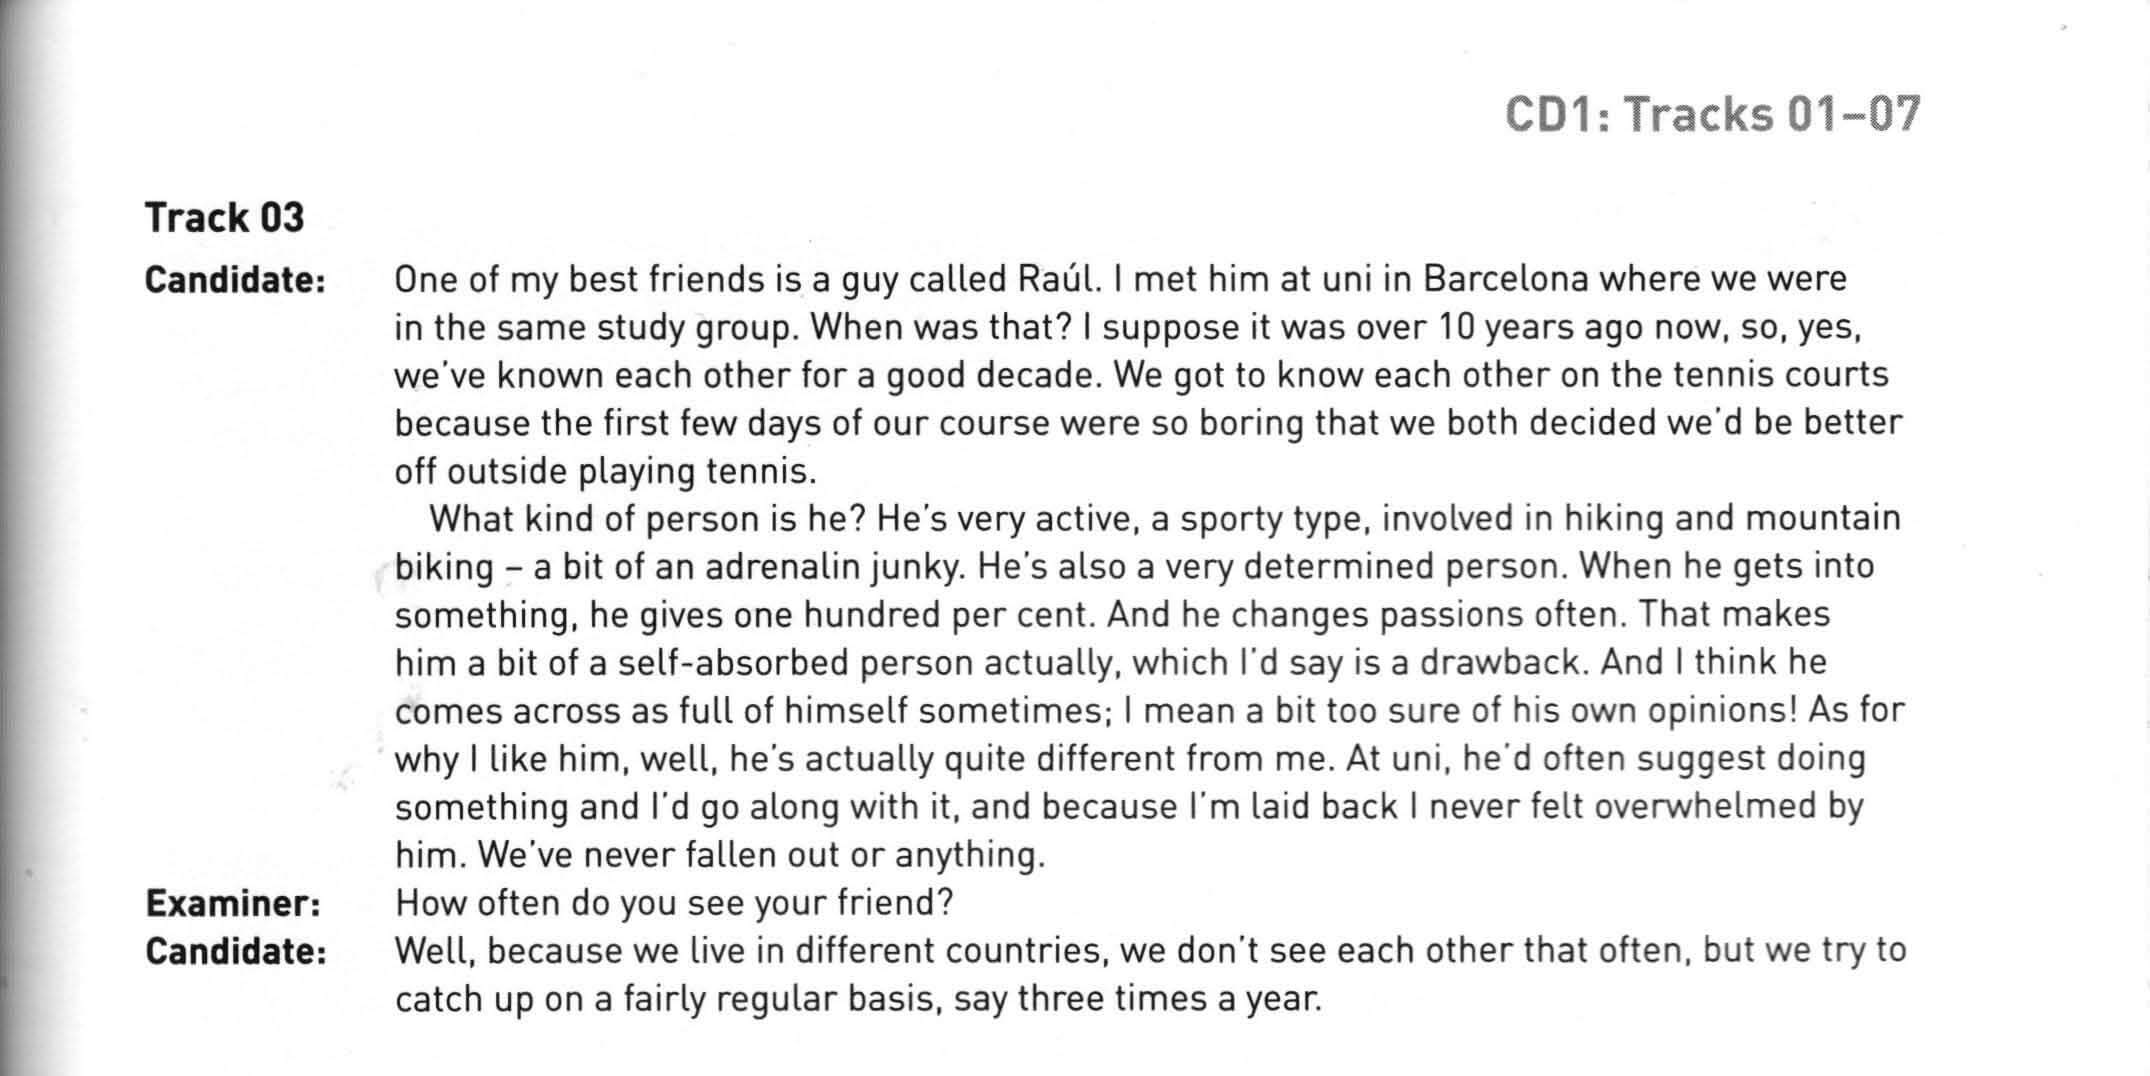 CD1: Tracks 01–07
Track 03
Candidate: One of my best friends is a guy called Raúl. I met him at uni in Barcelona where we were
in the same study group. When was that? I suppose it was over 10 years ago now, so, yes,
we've known each other for a good decade. We got to know each other on the tennis courts
because the first few days of our course were so boring that we both decided we'd be better
off outside playing tennis.
What kind of person is he? He's very active, a sporty type, involved in hiking and mountain
biking – a bit of an adrenalin junky. He's also a very determined person. When he gets into
something, he gives one hundred per cent. And he changes passions often. That makes
him a bit of a self-absorbed person actually, which I'd say is a drawback. And I think he
comes across as full of himself sometimes; I mean a bit too sure of his own opinions! As for
why I like him, well, he's actually quite different from me. At uni, he'd often suggest doing
something and I'd go along with it, and because I'm laid back I never felt overwhelmed by
him. We've never fallen out or anything.
Examiner: How often do you see your friend?
Candidate: Well, because we live in different countries, we don't see each other that often, but we try to
catch up on a fairly regular basis, say three times a year.